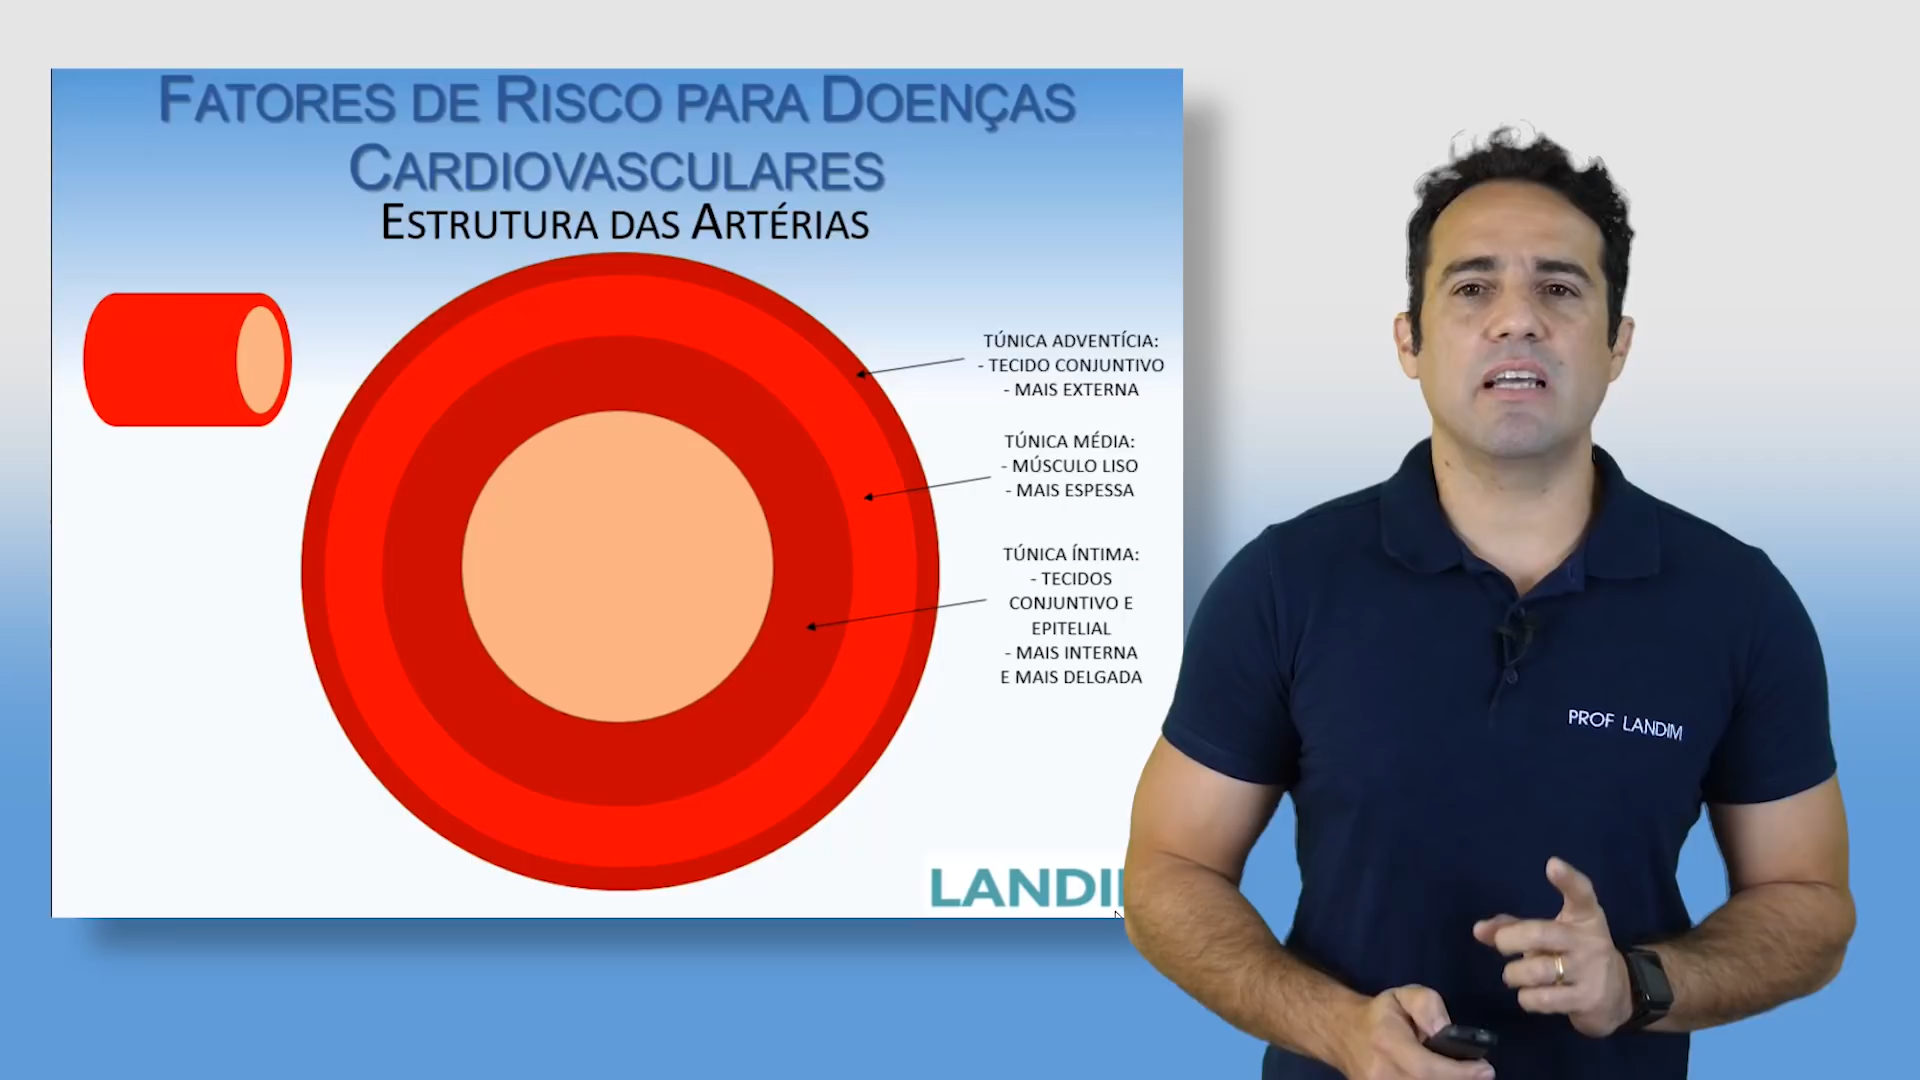 FATORES DE RISCO PARA DOENÇAS
CARDIOVASCULARES
ESTRUTURA DAS ARTÉRIAS
TÚNICA ADVENTÍCIA:
- TECIDO CONJUNTIVO
- MAIS EXTERNA
TÚNICA MÉDIA:
- MÚSCULO LISO
- MAIS ESPESSA
TÚNICA ÍNTIMA:
- TECIDOS
CONJUNTIVO E
EPITELIAL
- MAIS INTERNA
E MAIS DELGADA
PROF LANDIM